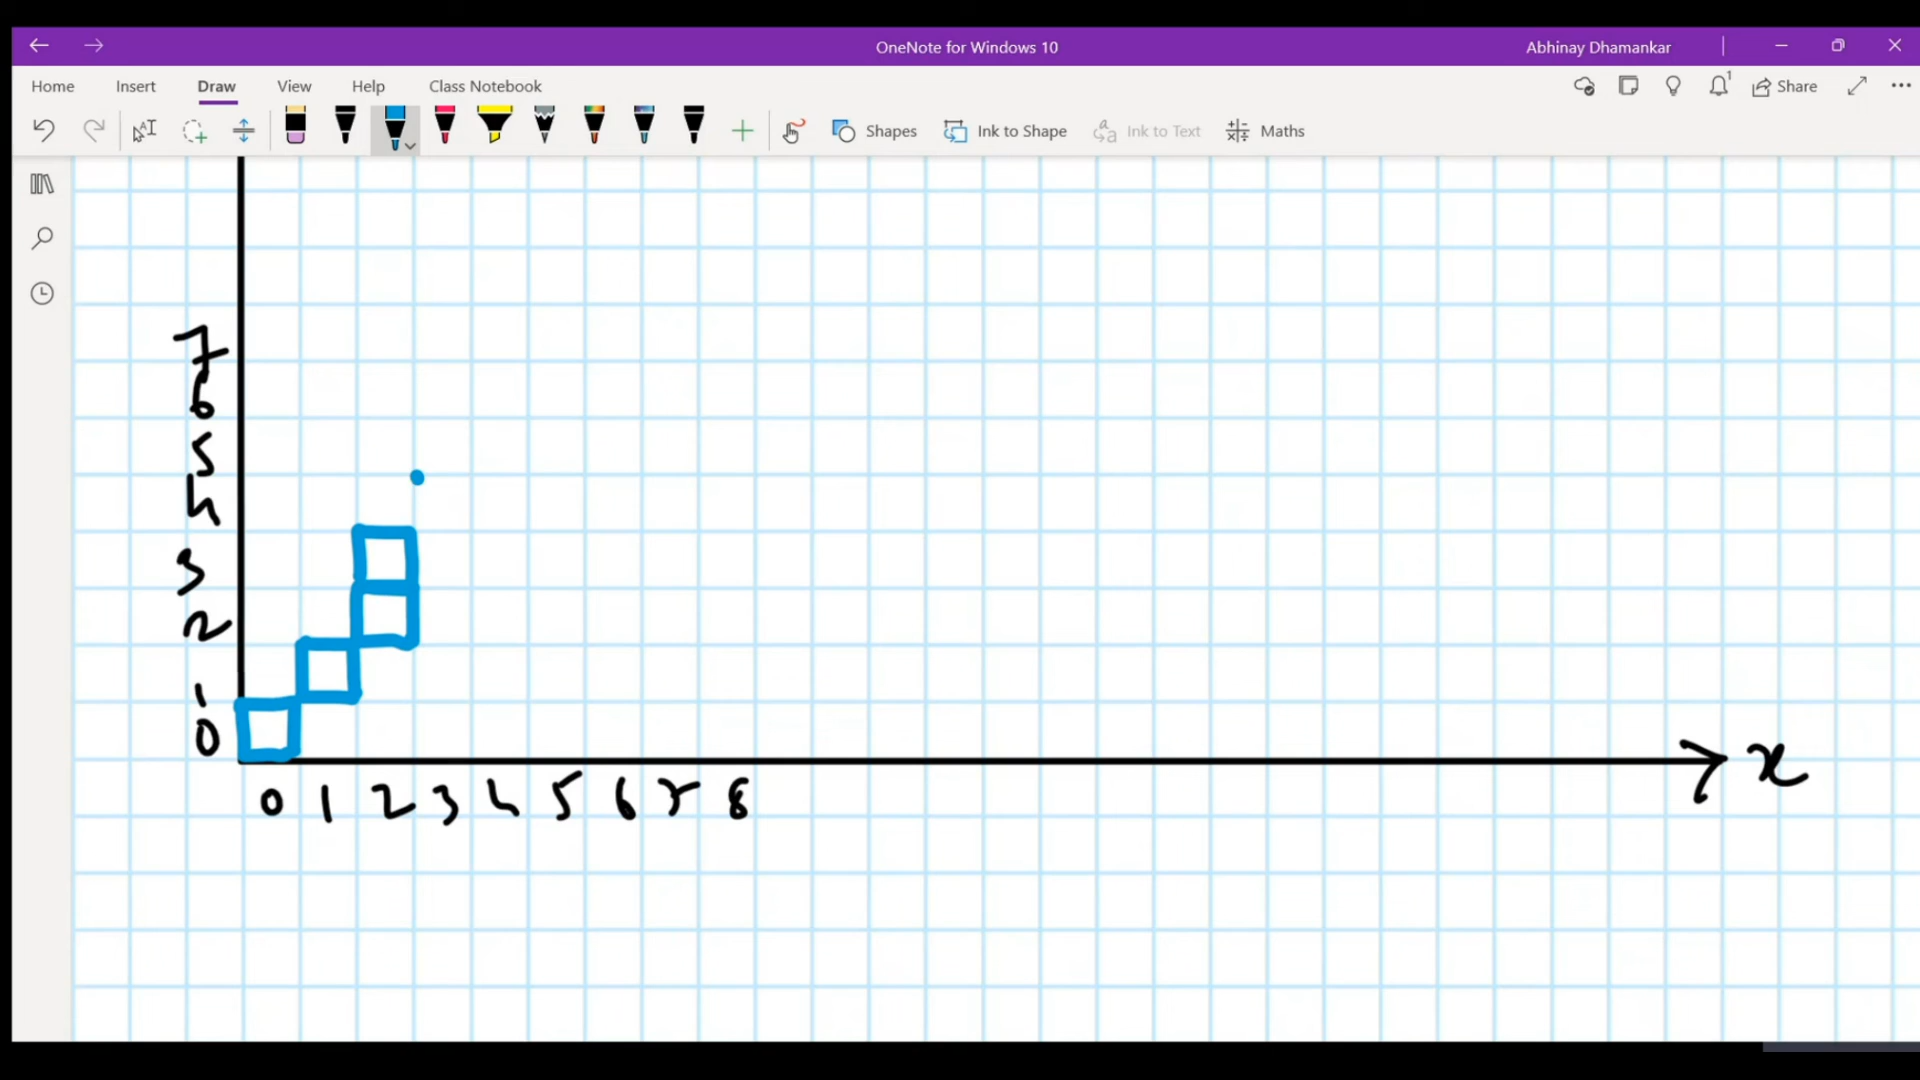 OneNote for Windows 10
Abhinay Dhamankar
Home Insert Draw View Help Class Notebook
1
Share
Shapes Ink to Shape Ink to Text Maths
7
6
5
4
3
2
1
0
x
0 1 2 3 4 5 6 7 8